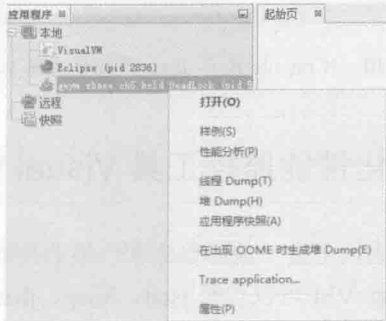 应用程序
起始页
本地
VisualVM
Eclipse (pid 2836)
远程
快照
打开(O)
样例(S)
性能分析(P)
线程 Dump(T)
堆 Dump(H)
应用程序快照(A)
在出现 OOME 时生成堆 Dump(E)
Trace application...
属性(P)